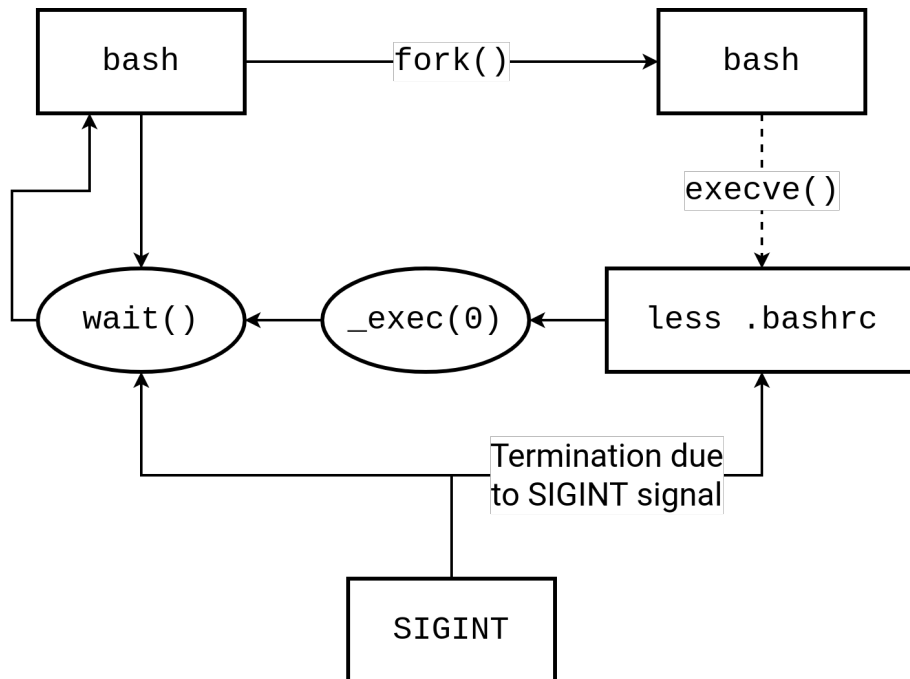 bash
fork()
bash
execve()
wait()
_exec(0)
less .bashrc
Termination due
to SIGINT signal
SIGINT